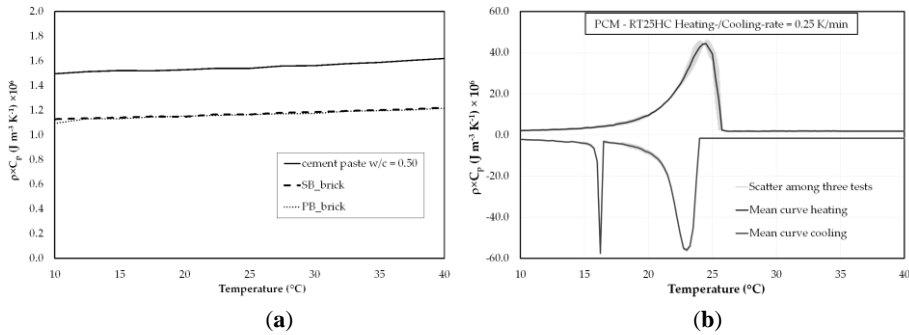 2.0
1.8
1.6
1.4
1.2
1.0
0.8
0.6
0.4
0.2
0.0
ρ×Cp (J m-3 K-1) ×10⁶
cement paste w/c = 0.50
SB_brick
PB_brick
10 15 20 25 30 35 40
Temperature (°C)
(a)
60.0
40.0
20.0
0.0
-20.0
-40.0
-60.0
ρ×Cp (J m-3 K-1) × 10⁶
PCM - RT25HC Heating-/Cooling-rate = 0.25 K/min
Scatter among three tests
Mean curve heating
Mean curve cooling
10 15 20 25 30 35 40
Temperature (°C)
(b)